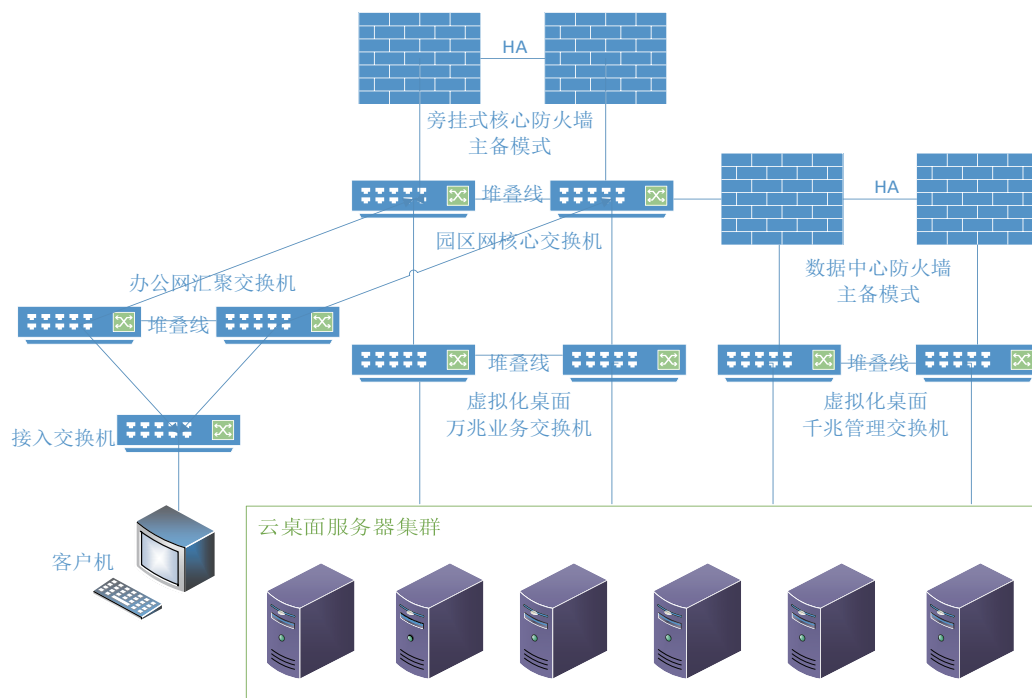 HA
旁挂式核心防火墙
主备模式
堆叠线
HA
园区网核心交换机
数据中心防火墙
主备模式
办公网汇聚交换机
堆叠线
堆叠线
堆叠线
虚拟化桌面
万兆业务交换机
虚拟化桌面
千兆管理交换机
接入交换机
云桌面服务器集群
客户机